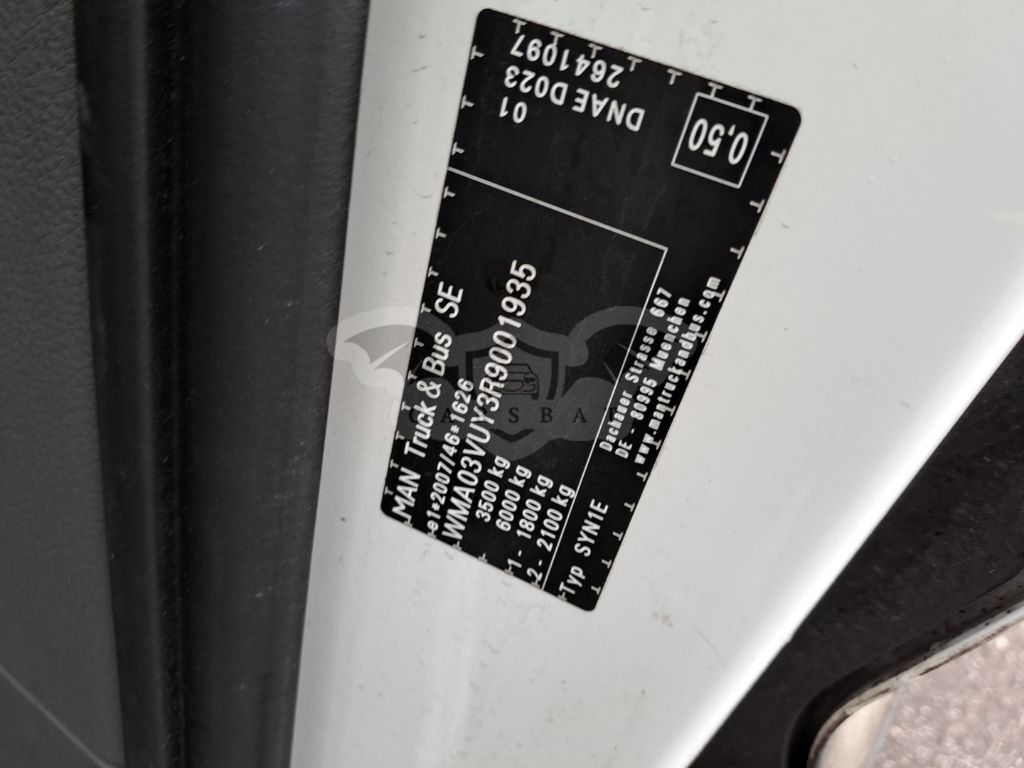 MAN Truck & Bus SE
e1*2007/46*1626
WMA03VUY3R9001935
3500 kg
6000 kg
1 - 1800 kg
2 - 2100 kg
Typ SYN1E
Dachauer Strasse 667
DE - 80995 Muenchen
www.mantruckandbus.com
01
DNAE D023
2641097
0,50